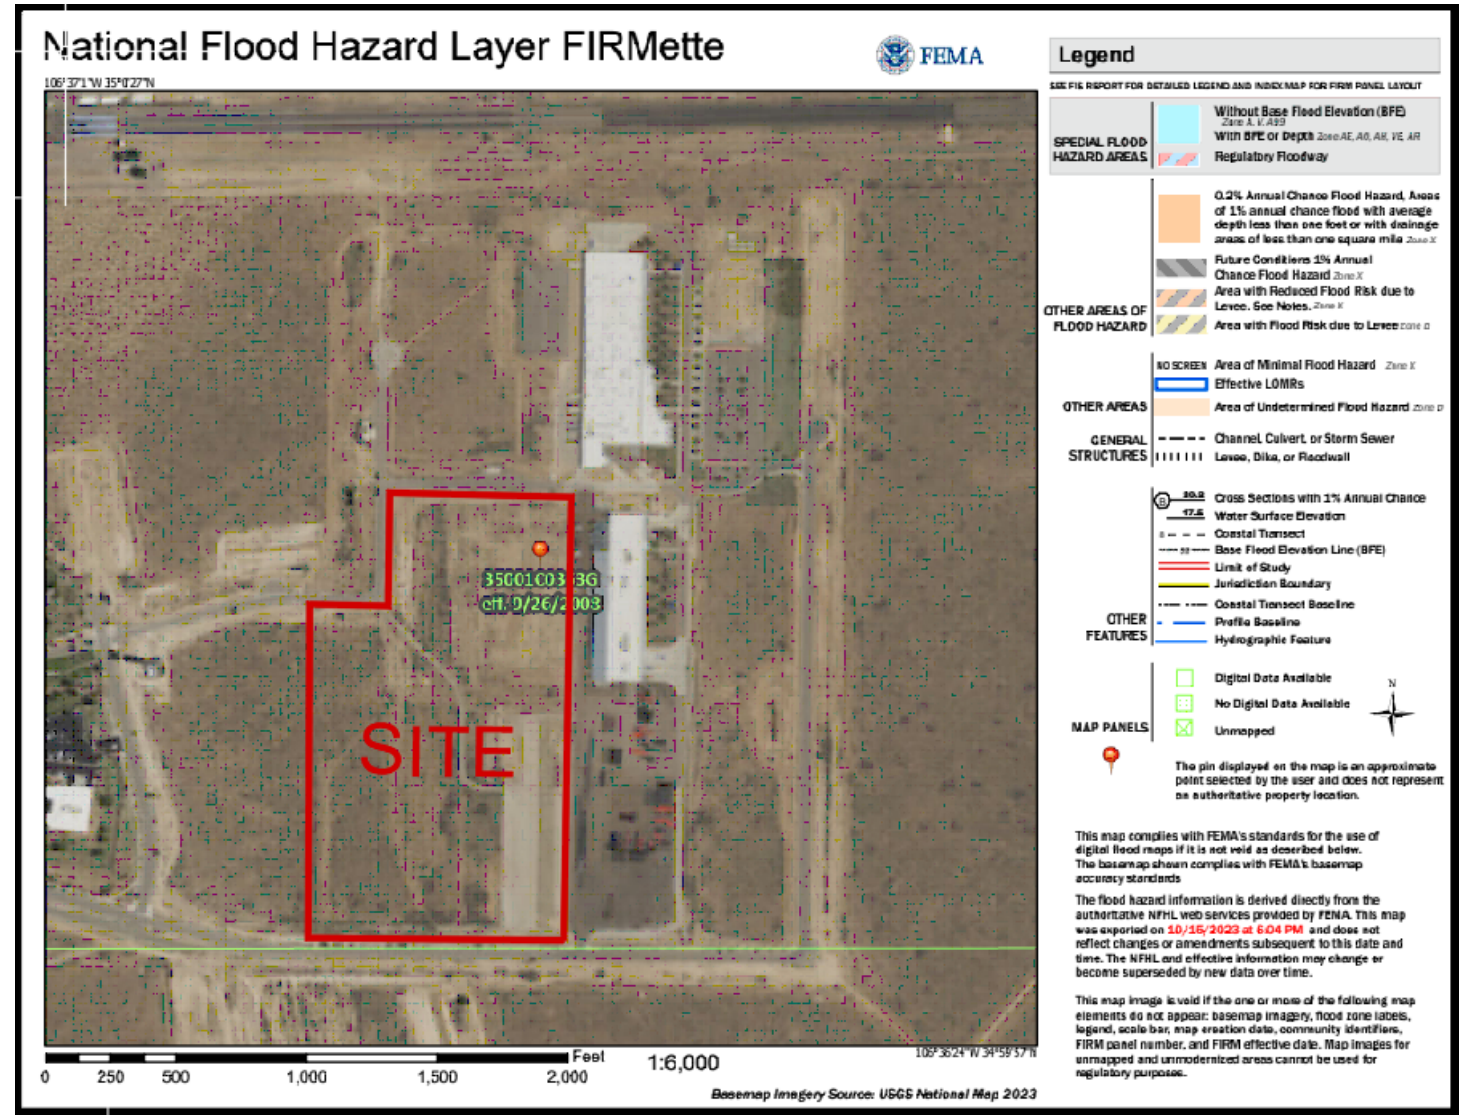 National Flood Hazard Layer FIRMette
FEMA
Legend
106°37'1"W 35°0'27"N
SEE FIS REPORT FOR DETAILED LEGEND AND INDEX MAP FOR FIRM PANEL LAYOUT
SPECIAL FLOOD
HAZARD AREAS
Without Base Flood Elevation (BFE)
Zone A, V, A99
With BFE or Depth Zone AE, AO, AH, VE, AR
Regulatory Floodway
0.2% Annual Chance Flood Hazard, Areas
of 1% annual chance flood with average
depth less than one foot or with drainage
areas of less than one square mile Zone X
Future Conditions 1% Annual
Chance Flood Hazard Zone X
Area with Reduced Flood Risk due to
Levee. See Notes. Zone X
Area with Flood Risk due to Levee Zone D
OTHER AREAS OF
FLOOD HAZARD
NO SCREEN Area of Minimal Flood Hazard Zone X
Effective LOMRs
OTHER AREAS
Area of Undetermined Flood Hazard Zone D
GENERAL
STRUCTURES
Channel, Culvert, or Storm Sewer
Levee, Dike, or Floodwall
B 20.2 Cross Sections with 1% Annual Chance
17.5 Water Surface Elevation
8 Coastal Transect
Base Flood Elevation Line (BFE)
Limit of Study
Jurisdiction Boundary
Coastal Transect Baseline
OTHER
FEATURES
Profile Baseline
Hydrographic Feature
Digital Data Available
No Digital Data Available
Unmapped
MAP PANELS
N
The pin displayed on the map is an approximate
point selected by the user and does not represent
an authoritative property location.
This map complies with FEMA's standards for the use of
digital flood maps if it is not void as described below.
The basemap shown complies with FEMA's basemap
accuracy standards
The flood hazard information is derived directly from the
authoritative NFHL web services provided by FEMA. This map
was exported on 10/15/2023 at 6:04 PM and does not
reflect changes or amendments subsequent to this date and
time. The NFHL and effective information may change or
become superseded by new data over time.
This map image is void if the one or more of the following map
elements do not appear: basemap imagery, flood zone labels,
legend, scale bar, map creation date, community identifiers,
FIRM panel number, and FIRM effective date. Map images for
unmapped and unmodernized areas cannot be used for
regulatory purposes.
eff. 9/26/2008
SITE
106°36'24"W 34°59'57"N
Feet
1:6,000
0 250 500 1,000 1,500 2,000
Basemap Imagery Source: USGS National Map 2023